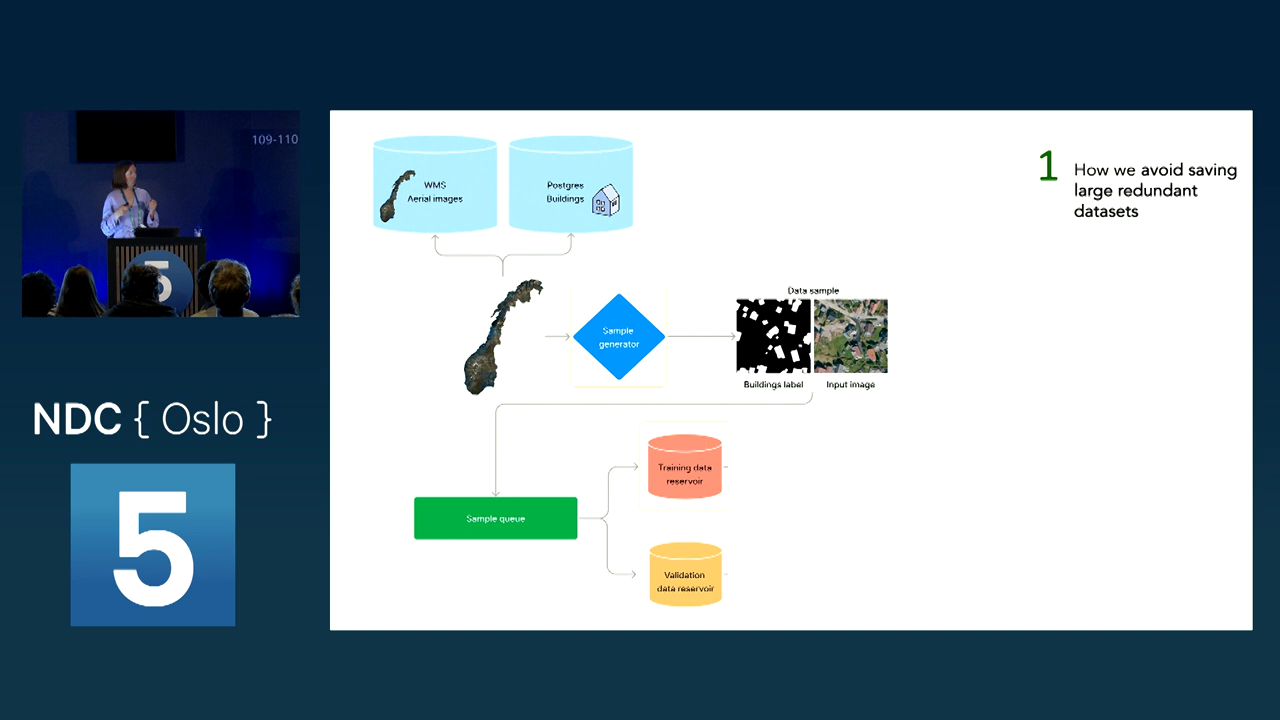 109-110
NDC { Oslo }
5
5
WMS
Aerial images
Postgres
Buildings
1
How we avoid saving
large redundant
datasets
Sample
generator
Data sample
Buildings label
Input image
Sample queue
Training data
reservoir
Validation
data reservoir